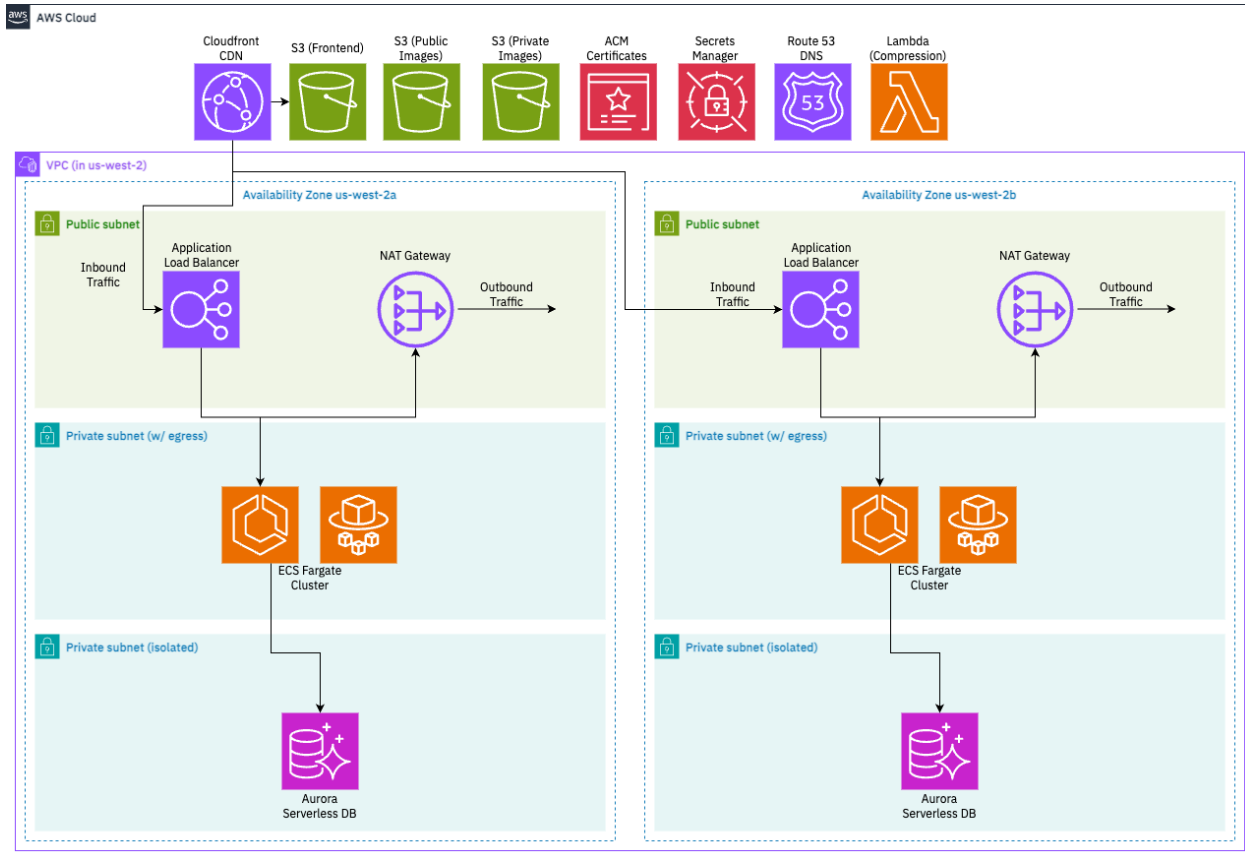 aws
AWS Cloud
Cloudfront
CDN
S3 (Frontend)
S3 (Public
Images)
S3 (Private
Images)
ACM
Certificates
Secrets
Manager
Route 53
DNS
Lambda
(Compression)
53
VPC (in us-west-2)
Availability Zone us-west-2a
Public subnet
Inbound
Traffic
Application
Load Balancer
NAT Gateway
Outbound
Traffic
Private subnet (w/ egress)
ECS Fargate
Cluster
Private subnet (isolated)
Aurora
Serverless DB
Availability Zone us-west-2b
Public subnet
Inbound
Traffic
Application
Load Balancer
NAT Gateway
Outbound
Traffic
Private subnet (w/ egress)
ECS Fargate
Cluster
Private subnet (isolated)
Aurora
Serverless DB